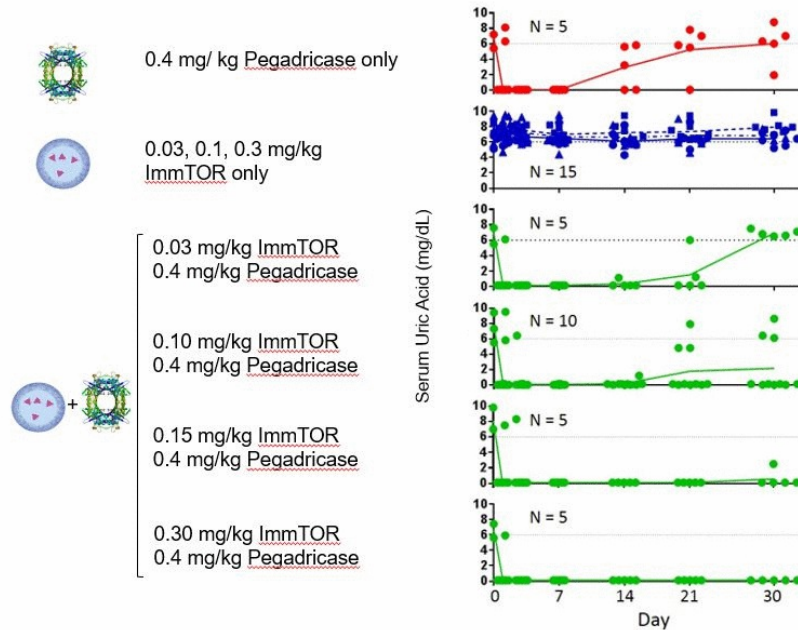 0.4 mg/ kg Pegadricase only
0.03, 0.1, 0.3 mg/kg
ImmTOR only
0.03 mg/kg ImmTOR
0.4 mg/kg Pegadricase
0.10 mg/kg ImmTOR
0.4 mg/kg Pegadricase
+
0.15 mg/kg ImmTOR
0.4 mg/kg Pegadricase
0.30 mg/kg ImmTOR
0.4 mg/kg Pegadricase
Serum Uric Acid (mg/dL)
10
8
6
4
2
0
N = 5
10
8
6
4
2
0
N = 15
10
8
6
4
2
0
N = 5
10
8
6
4
2
0
N = 10
10
8
6
4
2
0
N = 5
10
8
6
4
2
0
N = 5
0 7 14 21 30
Day